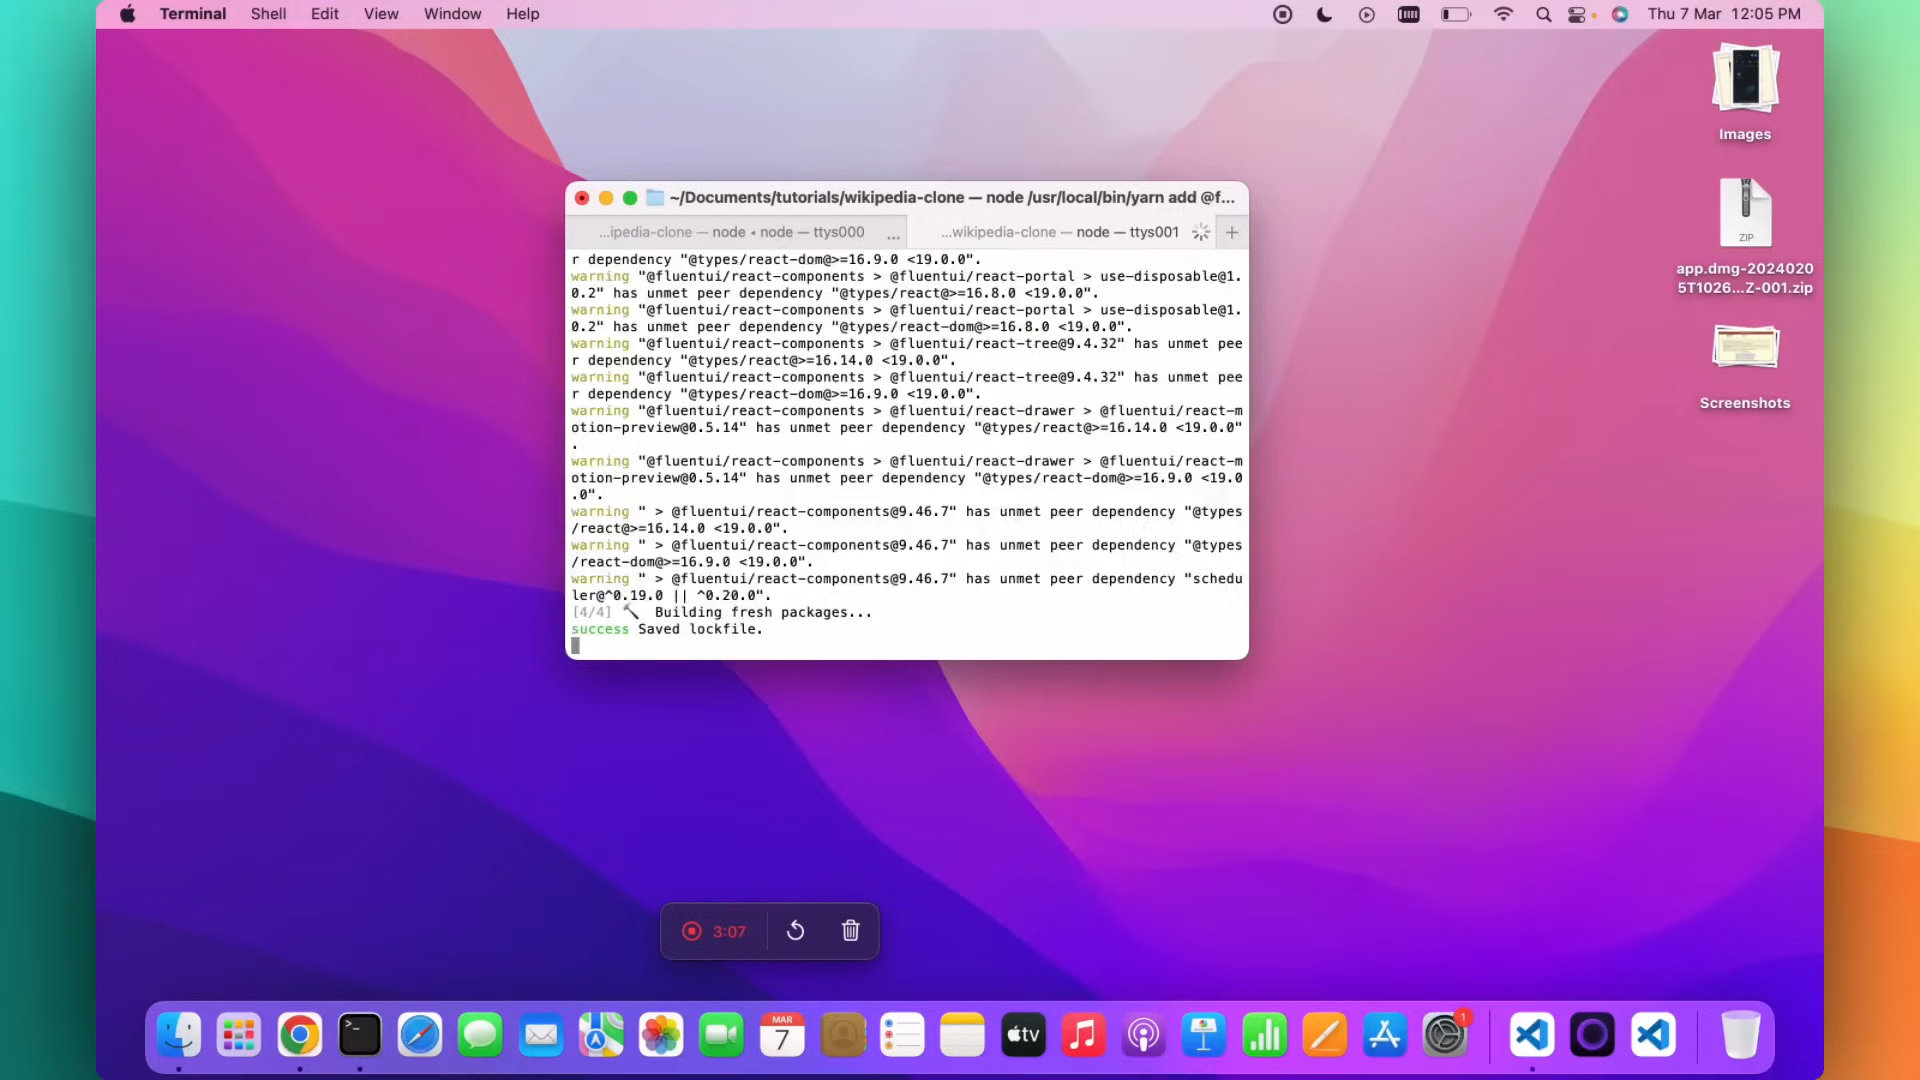 Terminal Shell Edit View Window Help Thu 7 Mar 12:05 PM
Images
ZIP
app.dmg-2024020
5T1026...Z-001.zip
Screenshots
~/Documents/tutorials/wikipedia-clone — node /usr/local/bin/yarn add @f...
...ipedia-clone — node • node — ttys000 ... ...wikipedia-clone — node — ttys001 +
r dependency "@types/react-dom@>=16.9.0 <19.0.0".
warning "@fluentui/react-components > @fluentui/react-portal > use-disposable@1.
0.2" has unmet peer dependency "@types/react@>=16.8.0 <19.0.0".
warning "@fluentui/react-components > @fluentui/react-portal > use-disposable@1.
0.2" has unmet peer dependency "@types/react-dom@>=16.8.0 <19.0.0".
warning "@fluentui/react-components > @fluentui/react-tree@9.4.32" has unmet pee
r dependency "@types/react@>=16.14.0 <19.0.0".
warning "@fluentui/react-components > @fluentui/react-tree@9.4.32" has unmet pee
r dependency "@types/react-dom@>=16.9.0 <19.0.0".
warning "@fluentui/react-components > @fluentui/react-drawer > @fluentui/react-m
otion-preview@0.5.14" has unmet peer dependency "@types/react@>=16.14.0 <19.0.0"
.
warning "@fluentui/react-components > @fluentui/react-drawer > @fluentui/react-m
otion-preview@0.5.14" has unmet peer dependency "@types/react-dom@>=16.9.0 <19.0
.0".
warning " > @fluentui/react-components@9.46.7" has unmet peer dependency "@types
/react@>=16.14.0 <19.0.0".
warning " > @fluentui/react-components@9.46.7" has unmet peer dependency "@types
/react-dom@>=16.9.0 <19.0.0".
warning " > @fluentui/react-components@9.46.7" has unmet peer dependency "schedu
ler@^0.19.0 || ^0.20.0".
[4/4] 🔨 Building fresh packages...
success Saved lockfile.
3:07
>_
MAR
7
tv
1